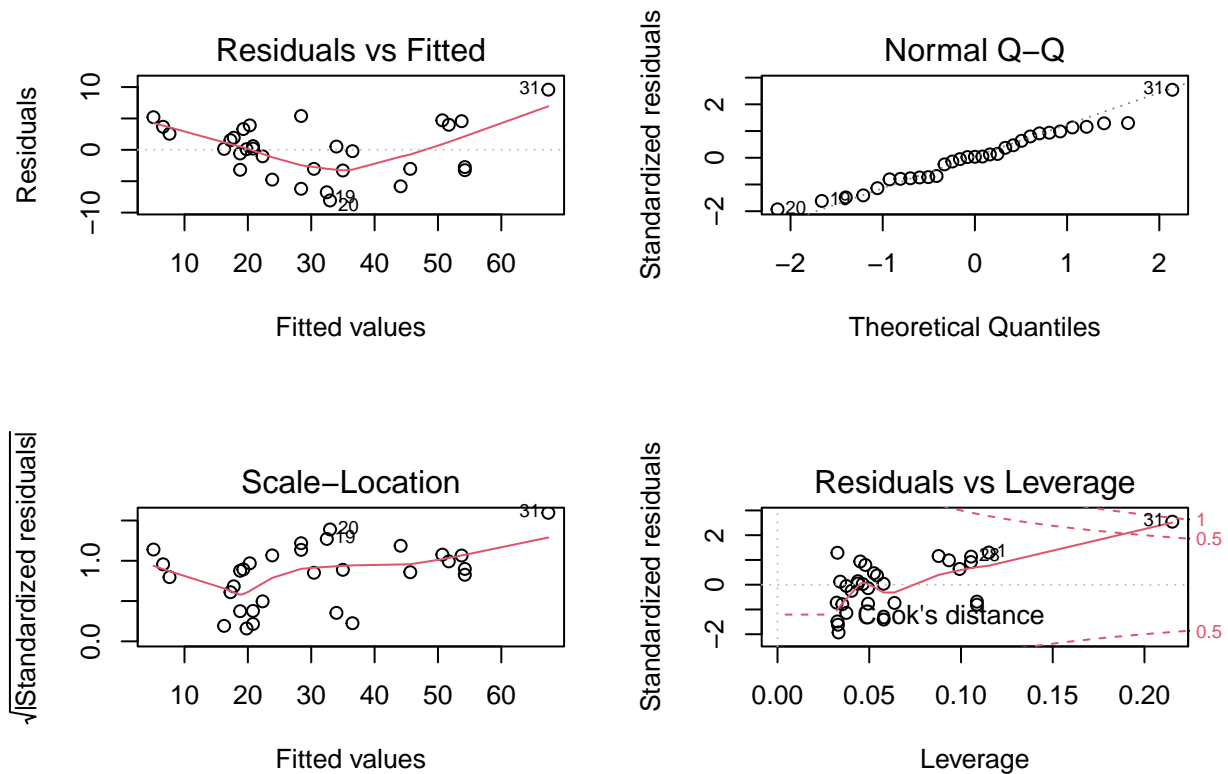 Residuals vs Fitted
Residuals
10
0
−10
31
19
20
10 20 30 40 50 60
Fitted values
Normal Q−Q
Standardized residuals
2
0
−2
31
20
19
−2 −1 0 1 2
Theoretical Quantiles
Scale−Location
√|Standardized residuals|
1.0
0.0
31
20
19
10 20 30 40 50 60
Fitted values
Residuals vs Leverage
Standardized residuals
2
0
−2
31
1
28
1
0.5
0.5
Cook's distance
0.00 0.05 0.10 0.15 0.20
Leverage